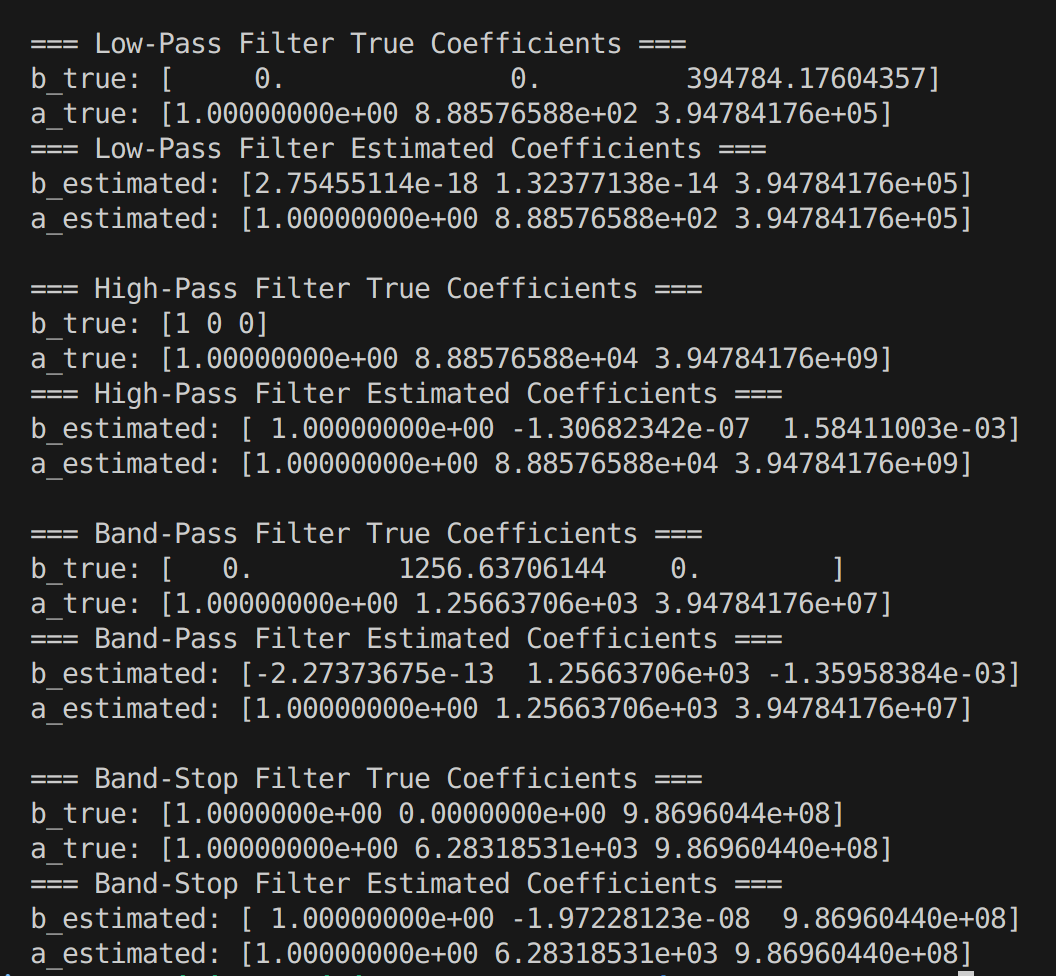 === Low-Pass Filter True Coefficients ===
b_true: [     0.              0.         394784.17604357]
a_true: [1.00000000e+00 8.88576588e+02 3.94784176e+05]
=== Low-Pass Filter Estimated Coefficients ===
b_estimated: [2.75455114e-18 1.32377138e-14 3.94784176e+05]
a_estimated: [1.00000000e+00 8.88576588e+02 3.94784176e+05]

=== High-Pass Filter True Coefficients ===
b_true: [1 0 0]
a_true: [1.00000000e+00 8.88576588e+04 3.94784176e+09]
=== High-Pass Filter Estimated Coefficients ===
b_estimated: [ 1.00000000e+00 -1.30682342e-07  1.58411003e-03]
a_estimated: [1.00000000e+00 8.88576588e+04 3.94784176e+09]

=== Band-Pass Filter True Coefficients ===
b_true: [   0.         1256.63706144    0.        ]
a_true: [1.00000000e+00 1.25663706e+03 3.94784176e+07]
=== Band-Pass Filter Estimated Coefficients ===
b_estimated: [-2.27373675e-13  1.25663706e+03 -1.35958384e-03]
a_estimated: [1.00000000e+00 1.25663706e+03 3.94784176e+07]

=== Band-Stop Filter True Coefficients ===
b_true: [1.0000000e+00 0.0000000e+00 9.8696044e+08]
a_true: [1.00000000e+00 6.28318531e+03 9.86960440e+08]
=== Band-Stop Filter Estimated Coefficients ===
b_estimated: [ 1.00000000e+00 -1.97228123e-08  9.86960440e+08]
a_estimated: [1.00000000e+00 6.28318531e+03 9.86960440e+08]